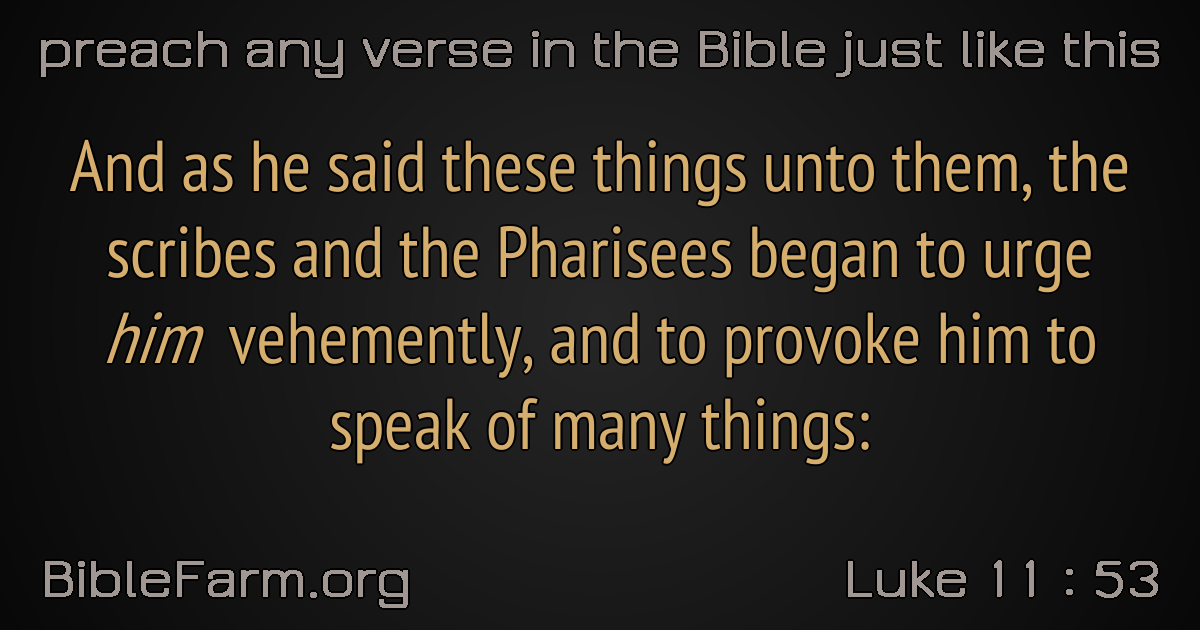 preach any verse in the Bible just like this
And as he said these things unto them, the
scribes and the Pharisees began to urge
him vehemently, and to provoke him to
speak of many things:
BibleFarm.org
Luke 11 : 53